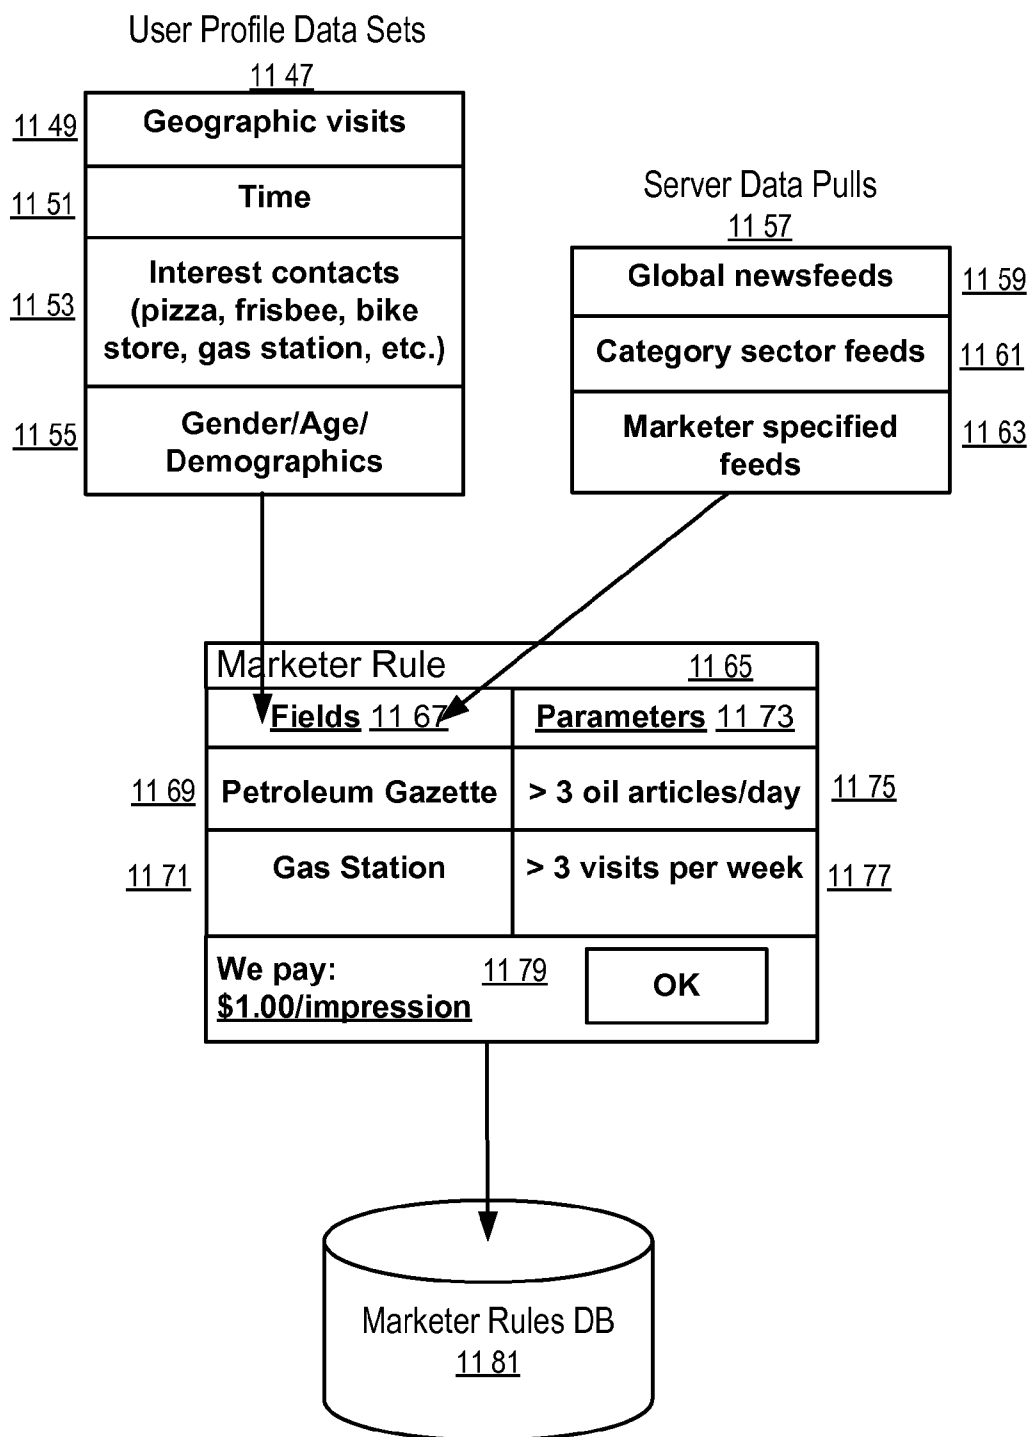 User Profile Data Sets
11 47
11 49
Geographic visits
11 51
Time
11 53
Interest contacts
(pizza, frisbee, bike
store, gas station, etc.)
11 55
Gender/Age/
Demographics
Server Data Pulls
11 57
Global newsfeeds
11 59
Category sector feeds
11 61
Marketer specified
feeds
11 63
Marketer Rule
11 65
Fields 11 67
Parameters 11 73
11 69
Petroleum Gazette
> 3 oil articles/day
11 75
11 71
Gas Station
> 3 visits per week
11 77
We pay:
$1.00/impression
11 79
OK
Marketer Rules DB
11 81